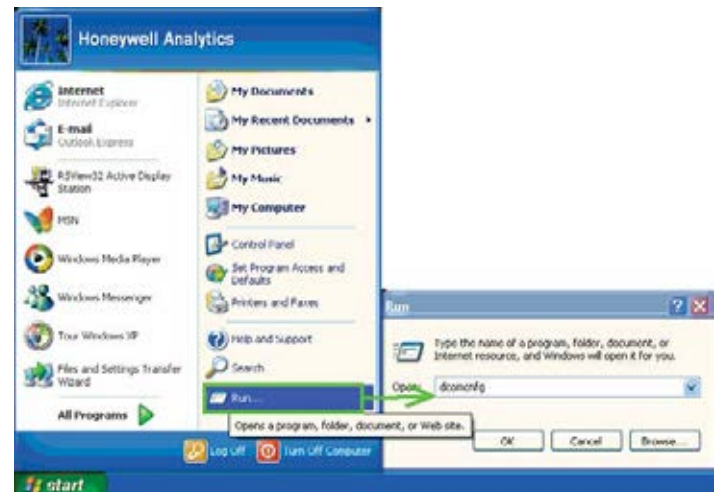 Honeywell Analytics
Internet
Internet Explorer
E-mail
Outlook Express
RSView32 Active Display
Station
MSN
Windows Media Player
Windows Messenger
Tour Windows XP
Files and Settings Transfer
Wizard
All Programs
My Documents
My Recent Documents
My Pictures
My Music
My Computer
Control Panel
Set Program Access and
Defaults
Printers and Faxes
Help and Support
Search
Run...
Opens a program, folder, document, or Web site.
Log Off
Turn Off Computer
start
Run
Type the name of a program, folder, document, or
Internet resource, and Windows will open it for you.
Open:
dcomcnfg
OK
Cancel
Browse...